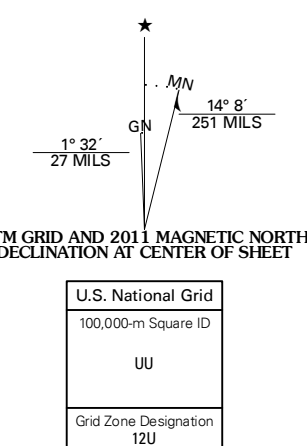 MN
GN
14° 8´
251 MILS
1° 32´
27 MILS
TM GRID AND 2011 MAGNETIC NORTH
DECLINATION AT CENTER OF SHEET
U.S. National Grid
100,000-m Square ID
UU
Grid Zone Designation
12U